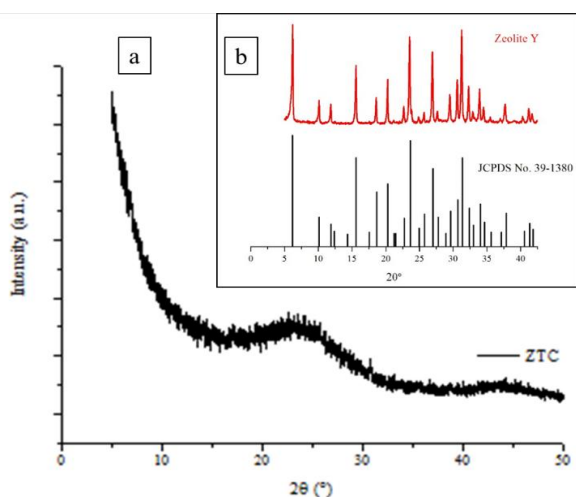 a
b
Zeolite Y
JCPDS No. 39-1380
0 5 10 15 20 25 30 35 40
20°
Intensity (a.u.)
ZTC
0 10 20 30 40 50
2θ (°)